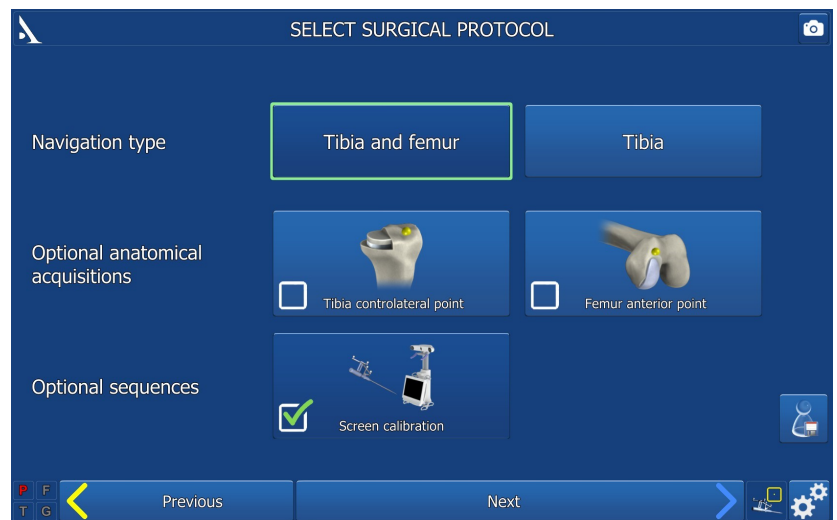 SELECT SURGICAL PROTOCOL
Navigation type
Tibia and femur
Tibia
Optional anatomical
acquisitions
Tibia controlateral point
Femur anterior point
Optional sequences
Screen calibration
P F
T G
Previous
Next